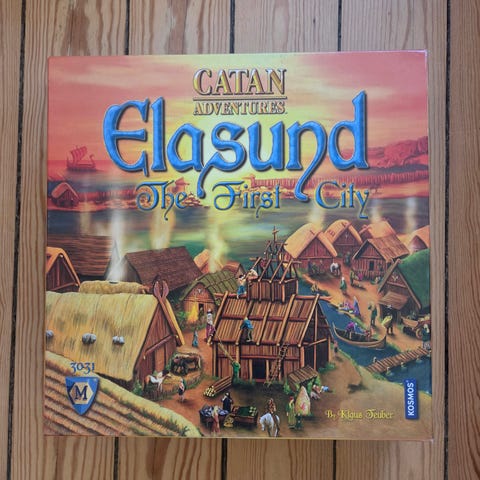 CATAN
ADVENTURES
Elasund
The First City
3031
M
By Klaus Teuber
KOSMOS